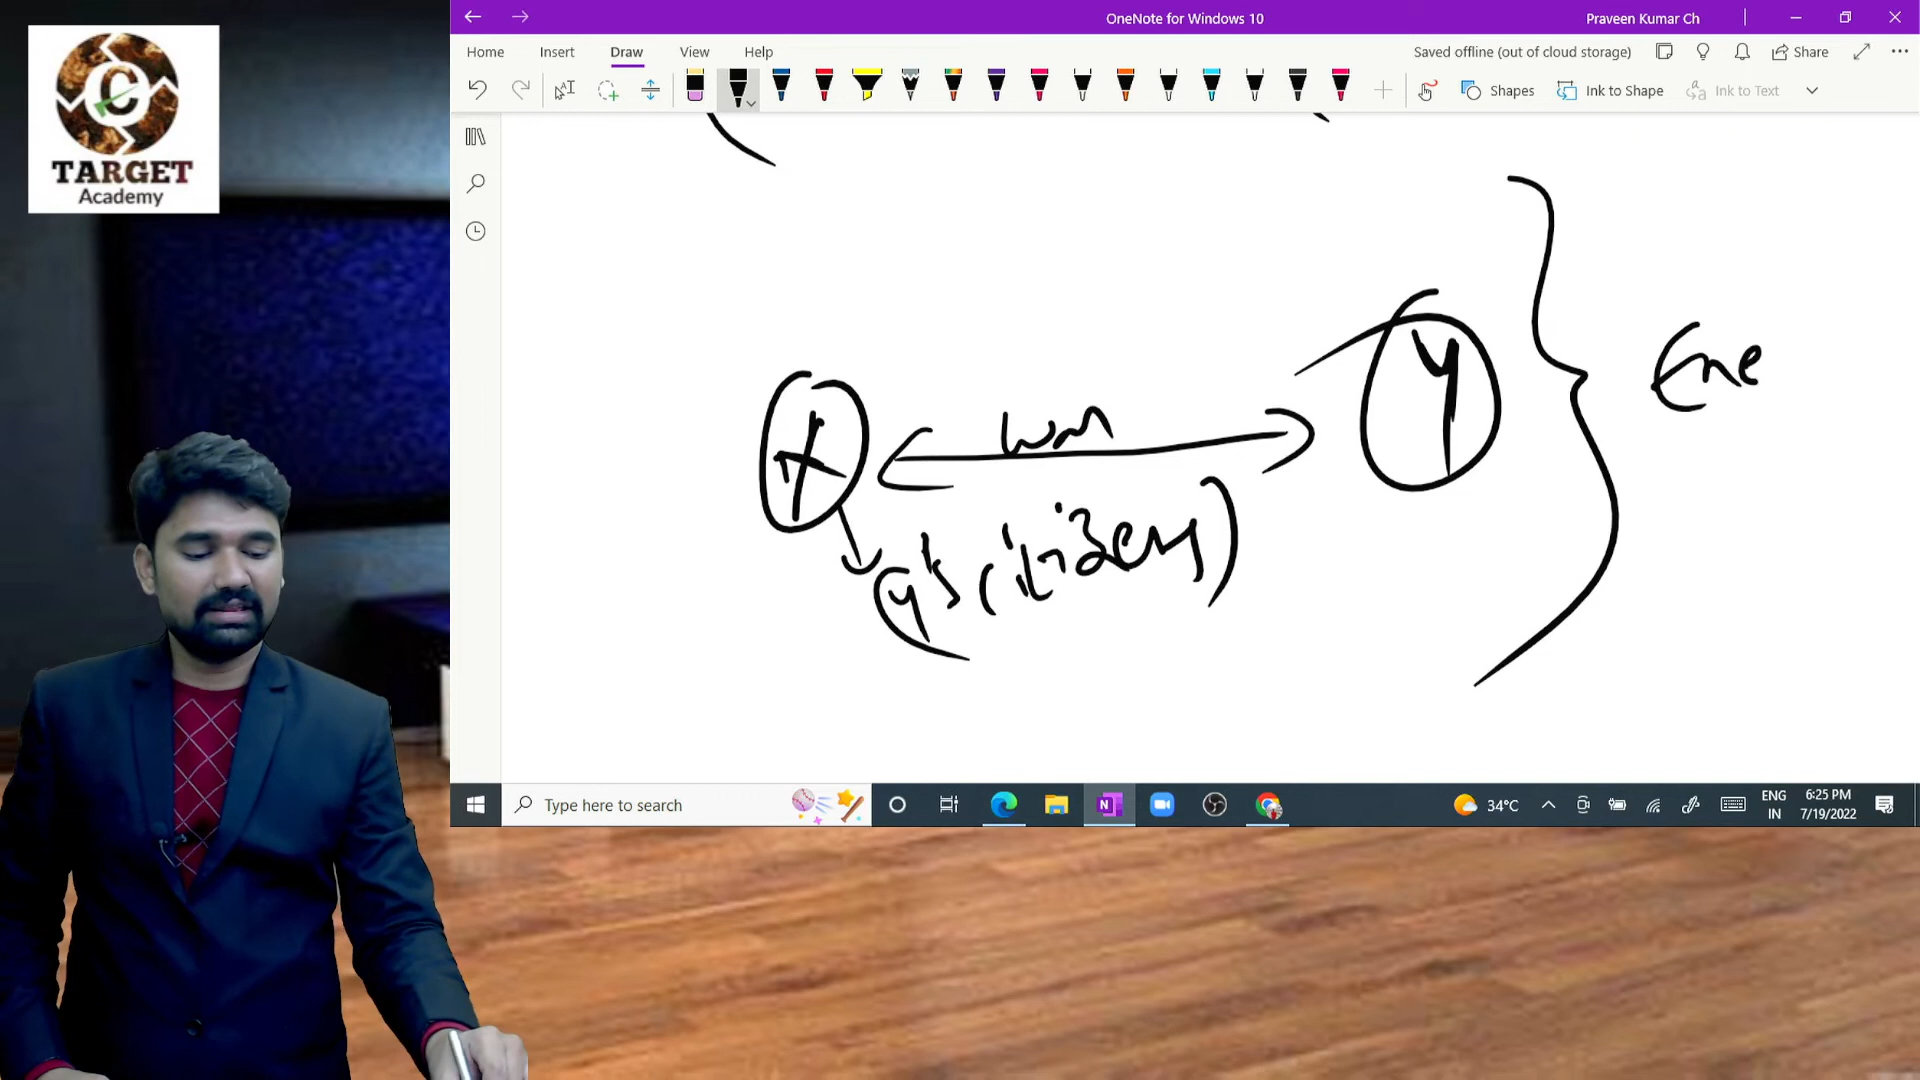 TARGET
Academy
OneNote for Windows 10
Praveen Kumar Ch
Home Insert Draw View Help
Saved offline (out of cloud storage)
Share
Shapes
Ink to Shape
Ink to Text
X
war
Y
Y's citizens)
Ene
Type here to search
34°C
ENG
IN
6:25 PM
7/19/2022